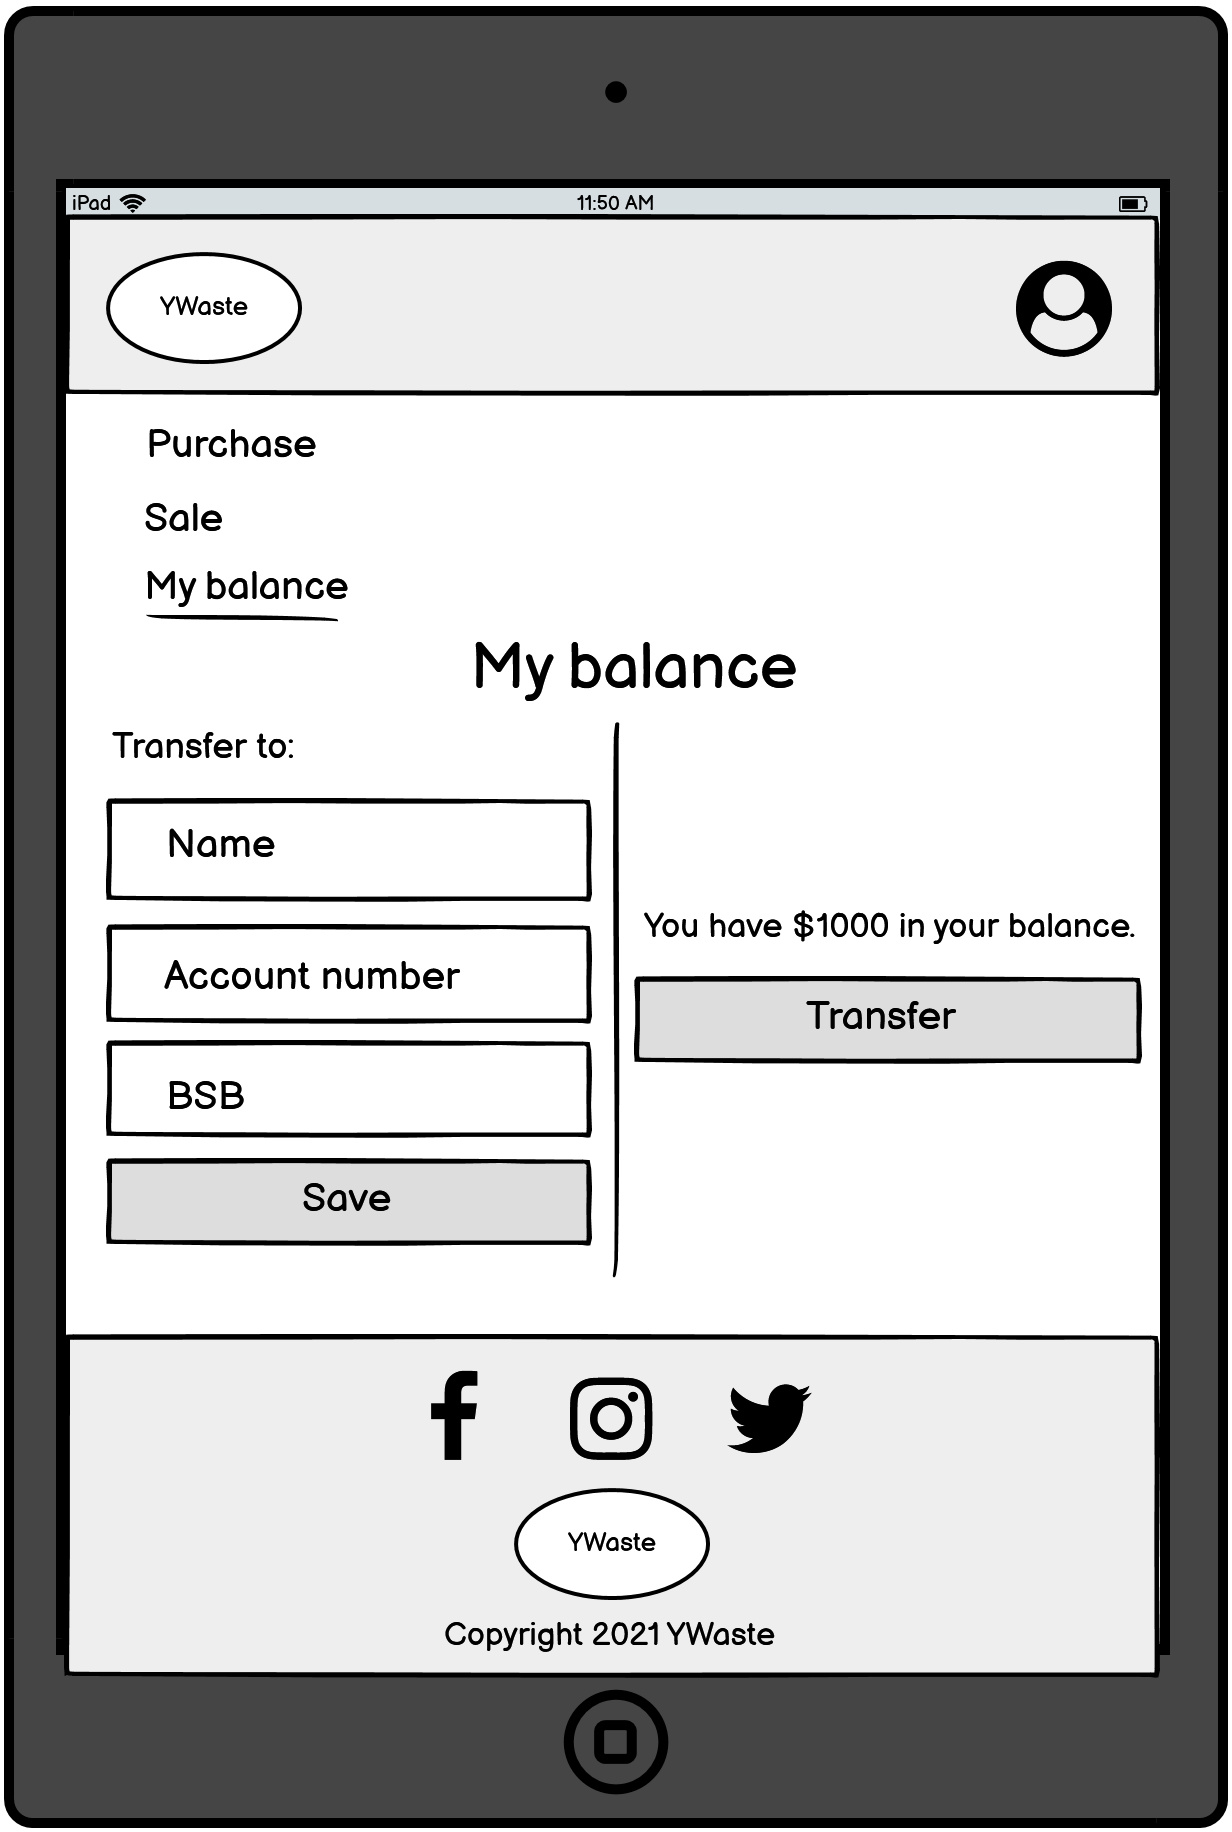 iPad 11:50 AM
YWaste
Purchase
Sale
My balance
My balance
Transfer to:
Name
Account number
BSB
Save
You have $1000 in your balance.
Transfer
YWaste
Copyright 2021 YWaste